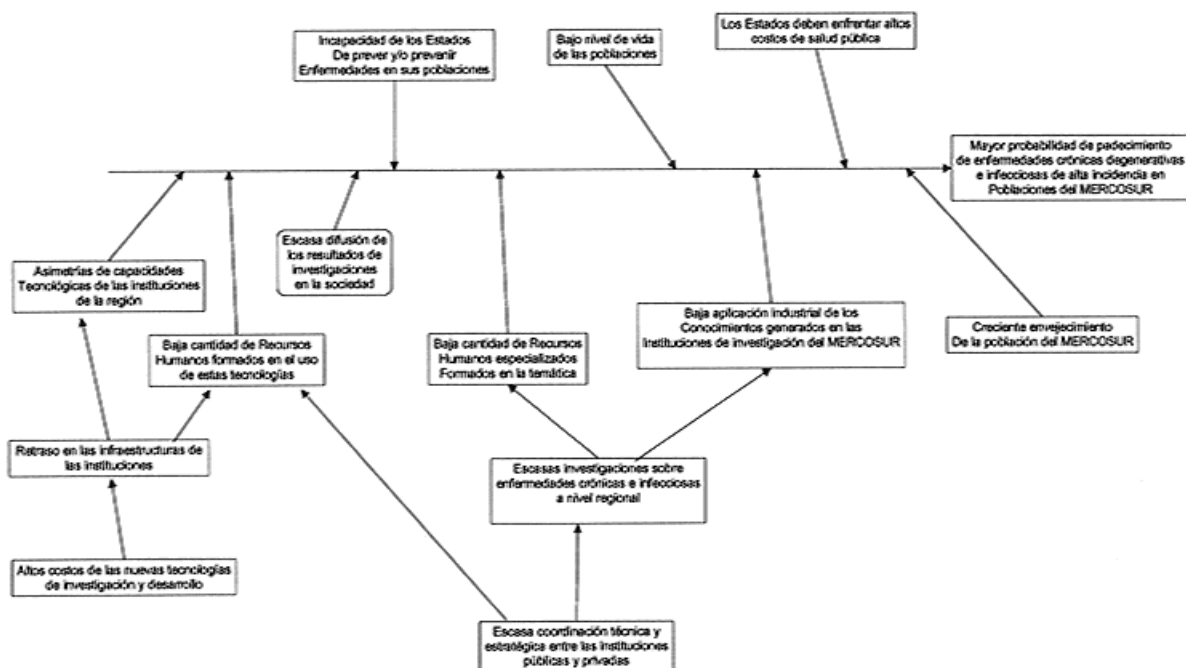 Los Estados deben enfrentar altos
costos de salud pública
Incapacidad de los Estados
De prever y/o prevenir
Enfermedades en sus poblaciones
Bajo nivel de vida
de las poblaciones
Mayor probabilidad de padecimiento
de enfermedades crónicas degenerativas
e infecciosas de alta incidencia en
Poblaciones del MERCOSUR
Escasa difusión de
los resultados de
investigaciones
en la sociedad
Asimetrías de capacidades
Tecnológicas de las instituciones
de la región
Baja cantidad de Recursos
Humanos formados en el uso
de estas tecnologías
Baja cantidad de Recursos
Humanos especializados
Formados en la temática
Baja aplicación industrial de los
Conocimientos generados en las
Instituciones de investigación del MERCOSUR
Creciente envejecimiento
De la población del MERCOSUR
Retraso en las infraestructuras de
las instituciones
Escasas investigaciones sobre
enfermedades crónicas e infecciosas
a nivel regional
Altos costos de las nuevas tecnologías
de investigación y desarrollo
Escasa coordinación técnica y
estratégica entre las instituciones
públicas y privadas